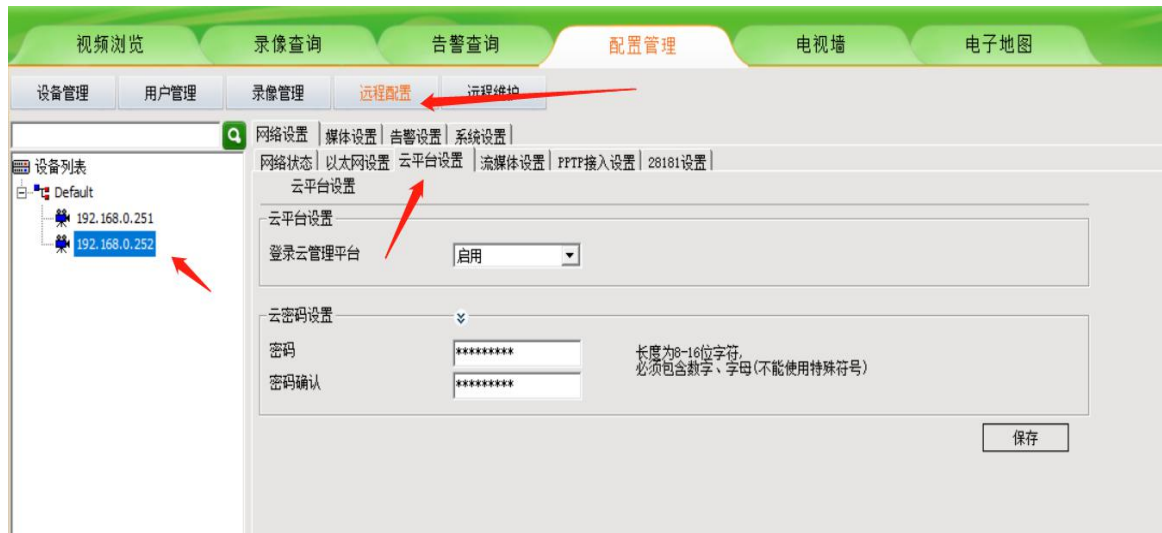 视频浏览 录像查询 告警查询 配置管理 电视墙 电子地图
设备管理 用户管理 录像管理 远程配置 远程维护
网络设置 媒体设置 告警设置 系统设置
设备列表
网络状态 以太网设置 云平台设置 流媒体设置 PPTP接入设置 28181设置
Default
云平台设置
192.168.0.251
云平台设置
192.168.0.252
登录云管理平台 启用
云密码设置
密码 ********* 长度为8-16位字符,
必须包含数字、字母(不能使用特殊符号)
密码确认 *********
保存